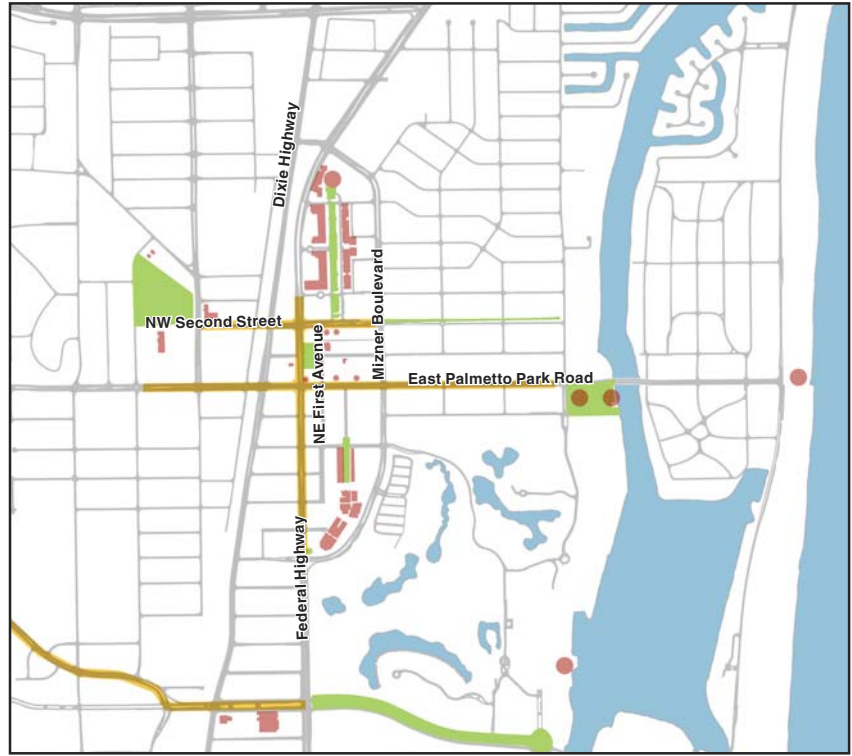 Dixie Highway
Mizner Boulevard
NW Second Street
NE First Avenue
East Palmetto Park Road
Federal Highway